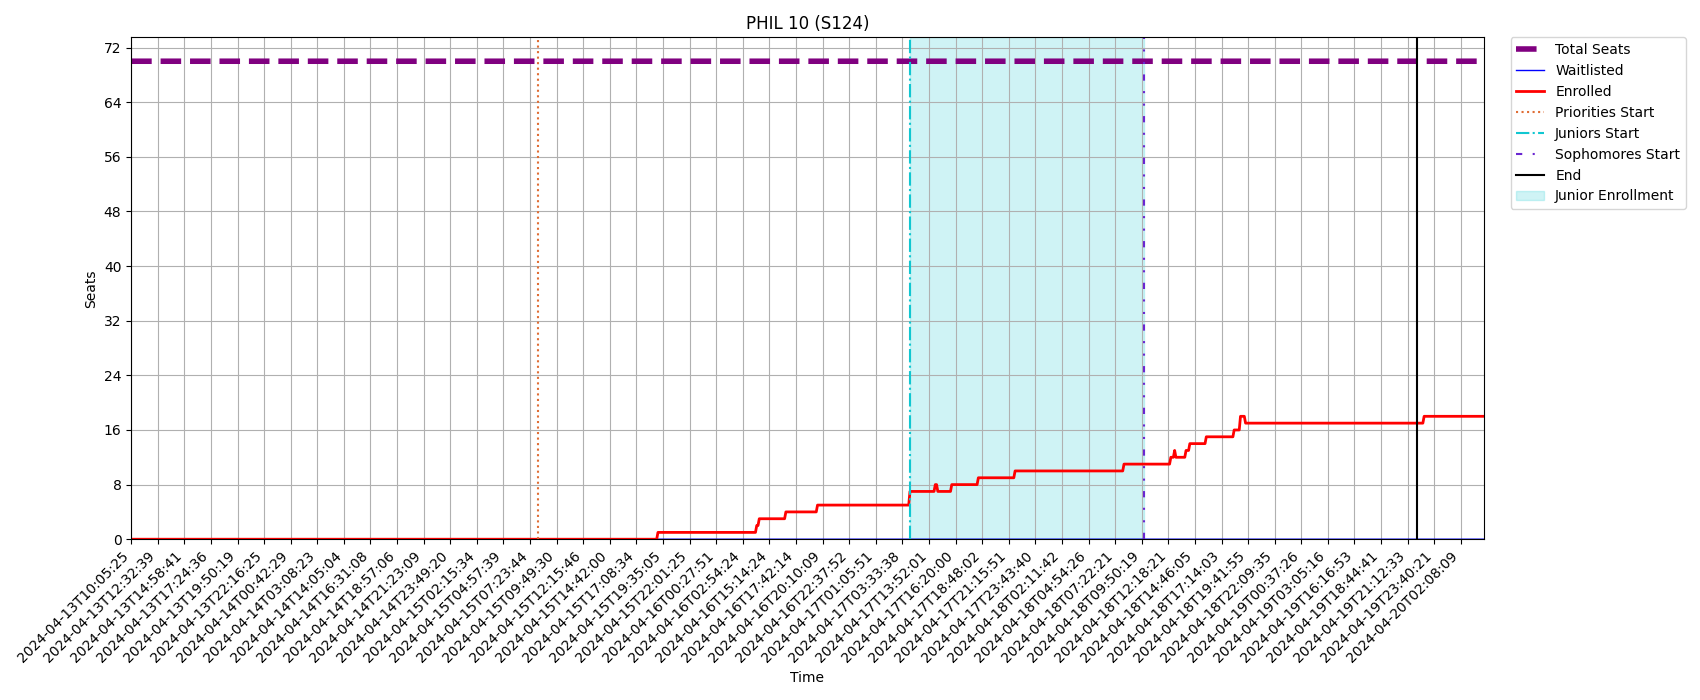 PHIL 10 (S124)
Total Seats
Waitlisted
Enrolled
Priorities Start
Juniors Start
Sophomores Start
End
Junior Enrollment
Seats
72
64
56
48
40
32
24
16
8
0
2024-04-13T10:05:25
2024-04-13T12:32:39
2024-04-13T14:58:41
2024-04-13T17:24:36
2024-04-13T19:50:19
2024-04-13T22:16:25
2024-04-14T00:42:29
2024-04-14T03:08:23
2024-04-14T14:05:04
2024-04-14T16:31:08
2024-04-14T18:57:06
2024-04-14T21:23:09
2024-04-14T23:49:20
2024-04-15T02:15:34
2024-04-15T04:57:39
2024-04-15T07:23:44
2024-04-15T09:49:30
2024-04-15T12:15:46
2024-04-15T14:42:00
2024-04-15T17:08:34
2024-04-15T19:35:05
2024-04-15T22:01:25
2024-04-16T00:27:51
2024-04-16T02:54:24
2024-04-16T15:14:24
2024-04-16T17:42:14
2024-04-16T20:10:09
2024-04-16T22:37:52
2024-04-17T01:05:51
2024-04-17T03:33:38
2024-04-17T13:52:01
2024-04-17T16:20:00
2024-04-17T18:48:02
2024-04-17T21:15:51
2024-04-17T23:43:40
2024-04-18T02:11:42
2024-04-18T04:54:26
2024-04-18T07:22:21
2024-04-18T09:50:19
2024-04-18T12:18:21
2024-04-18T14:46:05
2024-04-18T17:14:03
2024-04-18T19:41:55
2024-04-18T22:09:35
2024-04-19T00:37:26
2024-04-19T03:05:16
2024-04-19T16:16:53
2024-04-19T18:44:41
2024-04-19T21:12:33
2024-04-19T23:40:21
2024-04-20T02:08:09
Time